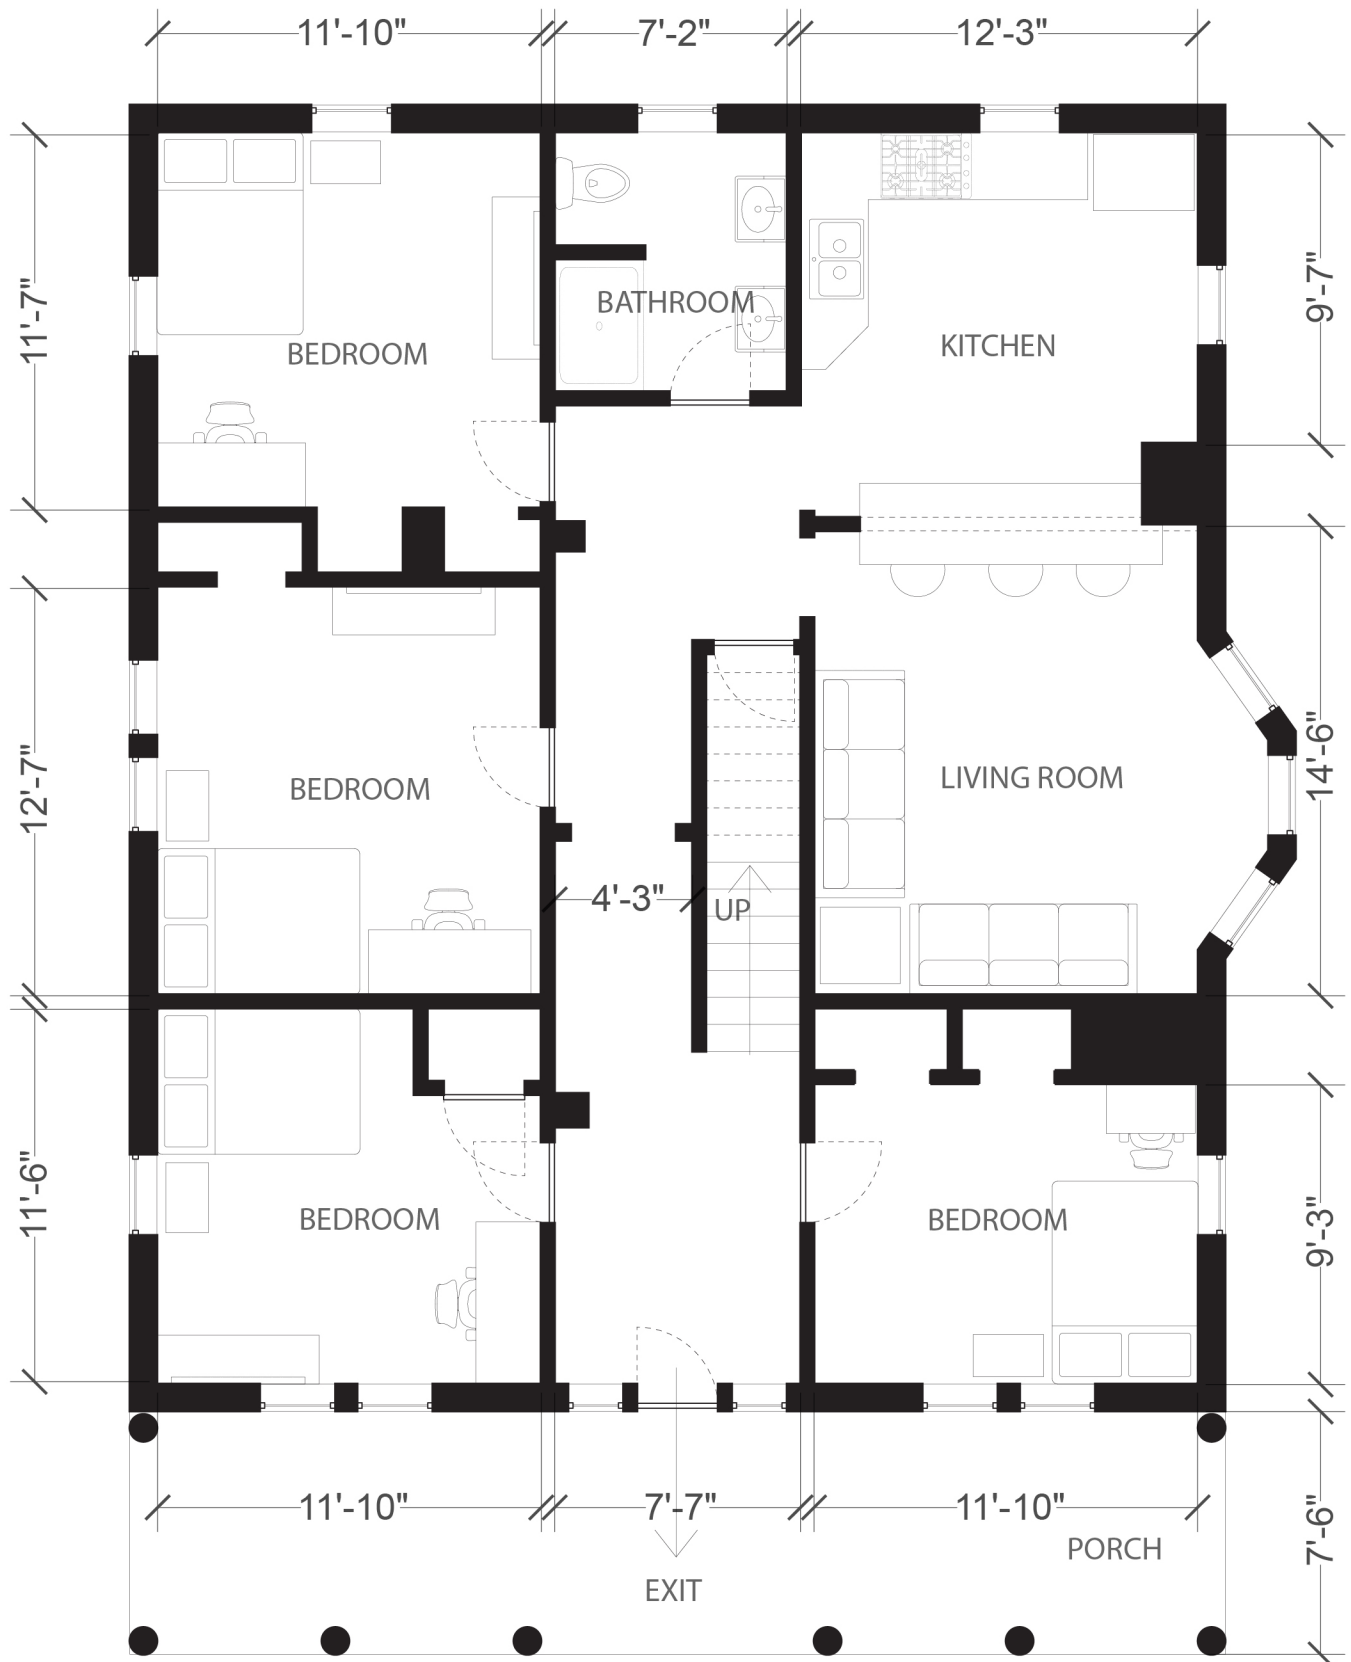 11'-10"
7'-2"
12'-3"
11'-7"
9'-7"
BATHROOM
KITCHEN
BEDROOM
14'-6"
LIVING ROOM
12'-7"
BEDROOM
4'-3"
UP
11'-6"
9'-3"
BEDROOM
BEDROOM
11'-10"
7'-7"
11'-10"
7'-6"
PORCH
EXIT